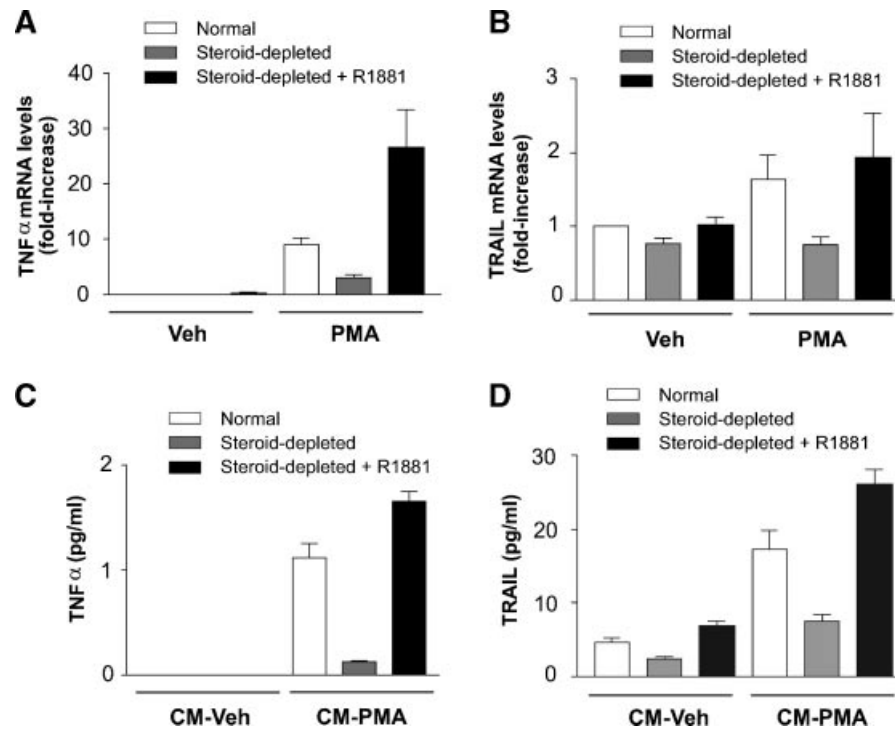 A
Normal
Steroid-depleted
Steroid-depleted + R1881
TNFα mRNA levels
(fold-increase)
40
30
20
10
0
Veh
PMA
B
Normal
Steroid-depleted
Steroid-depleted + R1881
TRAIL mRNA levels
(fold-increase)
3
2
1
0
Veh
PMA
C
Normal
Steroid-depleted
Steroid-depleted + R1881
TNFα (pg/ml)
2
1
0
CM-Veh
CM-PMA
D
Normal
Steroid-depleted
Steroid-depleted + R1881
TRAIL (pg/ml)
30
20
10
0
CM-Veh
CM-PMA